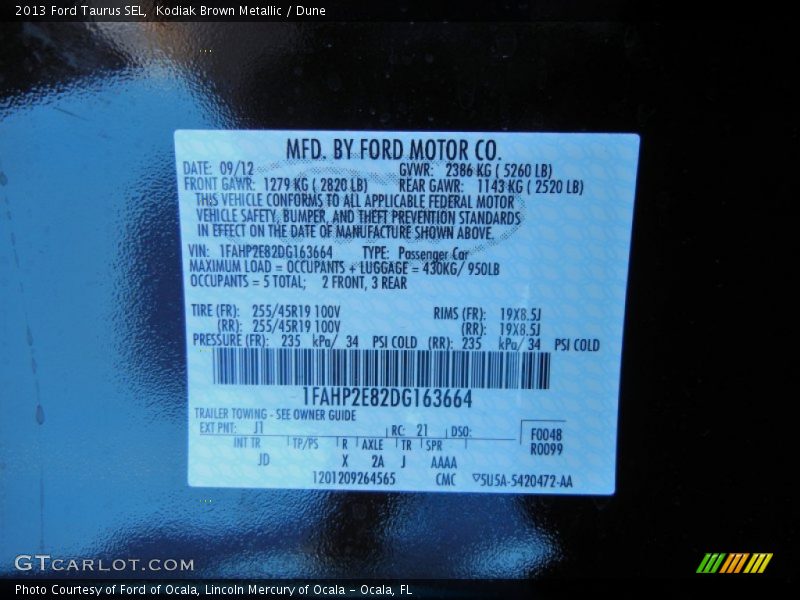 2013 Ford Taurus SEL,  Kodiak Brown Metallic / Dune
MFD. BY FORD MOTOR CO.
DATE: 09/12 GVWR: 2386 KG ( 5260 LB)
FRONT GAWR: 1279 KG ( 2820 LB) REAR GAWR: 1143 KG ( 2520 LB)
THIS VEHICLE CONFORMS TO ALL APPLICABLE FEDERAL MOTOR
VEHICLE SAFETY, BUMPER, AND THEFT PREVENTION STANDARDS
IN EFFECT ON THE DATE OF MANUFACTURE SHOWN ABOVE.
VIN: 1FAHP2E82DG163664 TYPE: Passenger Car
MAXIMUM LOAD = OCCUPANTS + LUGGAGE = 430KG/ 950LB
OCCUPANTS = 5 TOTAL; 2 FRONT, 3 REAR
TIRE (FR): 255/45R19 100V RIMS (FR): 19X8.5J
(RR): 255/45R19 100V (RR): 19X8.5J
PRESSURE (FR): 235 kPa/ 34 PSI COLD (RR): 235 kPa/ 34 PSI COLD
1FAHP2E82DG163664
TRAILER TOWING - SEE OWNER GUIDE
EXT PNT: J1 RC: 21 DSO: F0048
INT TR TP/PS R AXLE TR SPR R0099
JD X 2A J AAAA
1201209264565 CMC ▽5U5A-5420472-AA
GTCARLOT.COM
Photo Courtesy of Ford of Ocala, Lincoln Mercury of Ocala - Ocala, FL